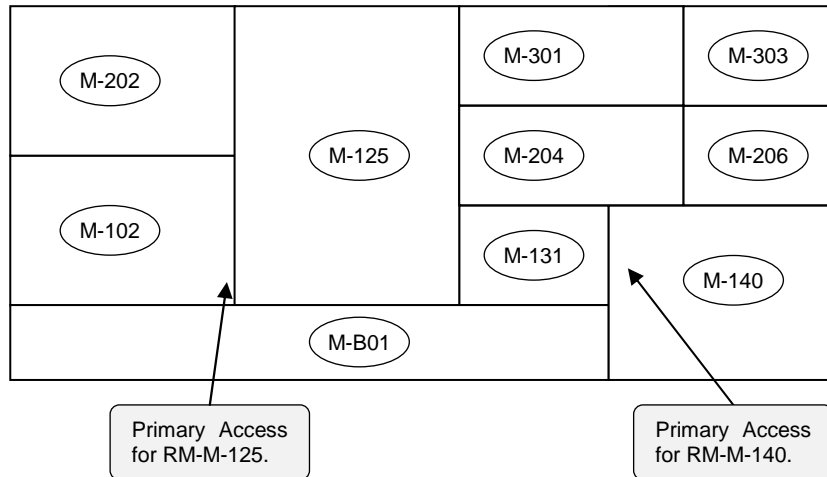 M-202
M-301
M-303
M-125
M-204
M-206
M-102
M-131
M-140
M-B01
Primary Access
for RM-M-125.
Primary Access
for RM-M-140.